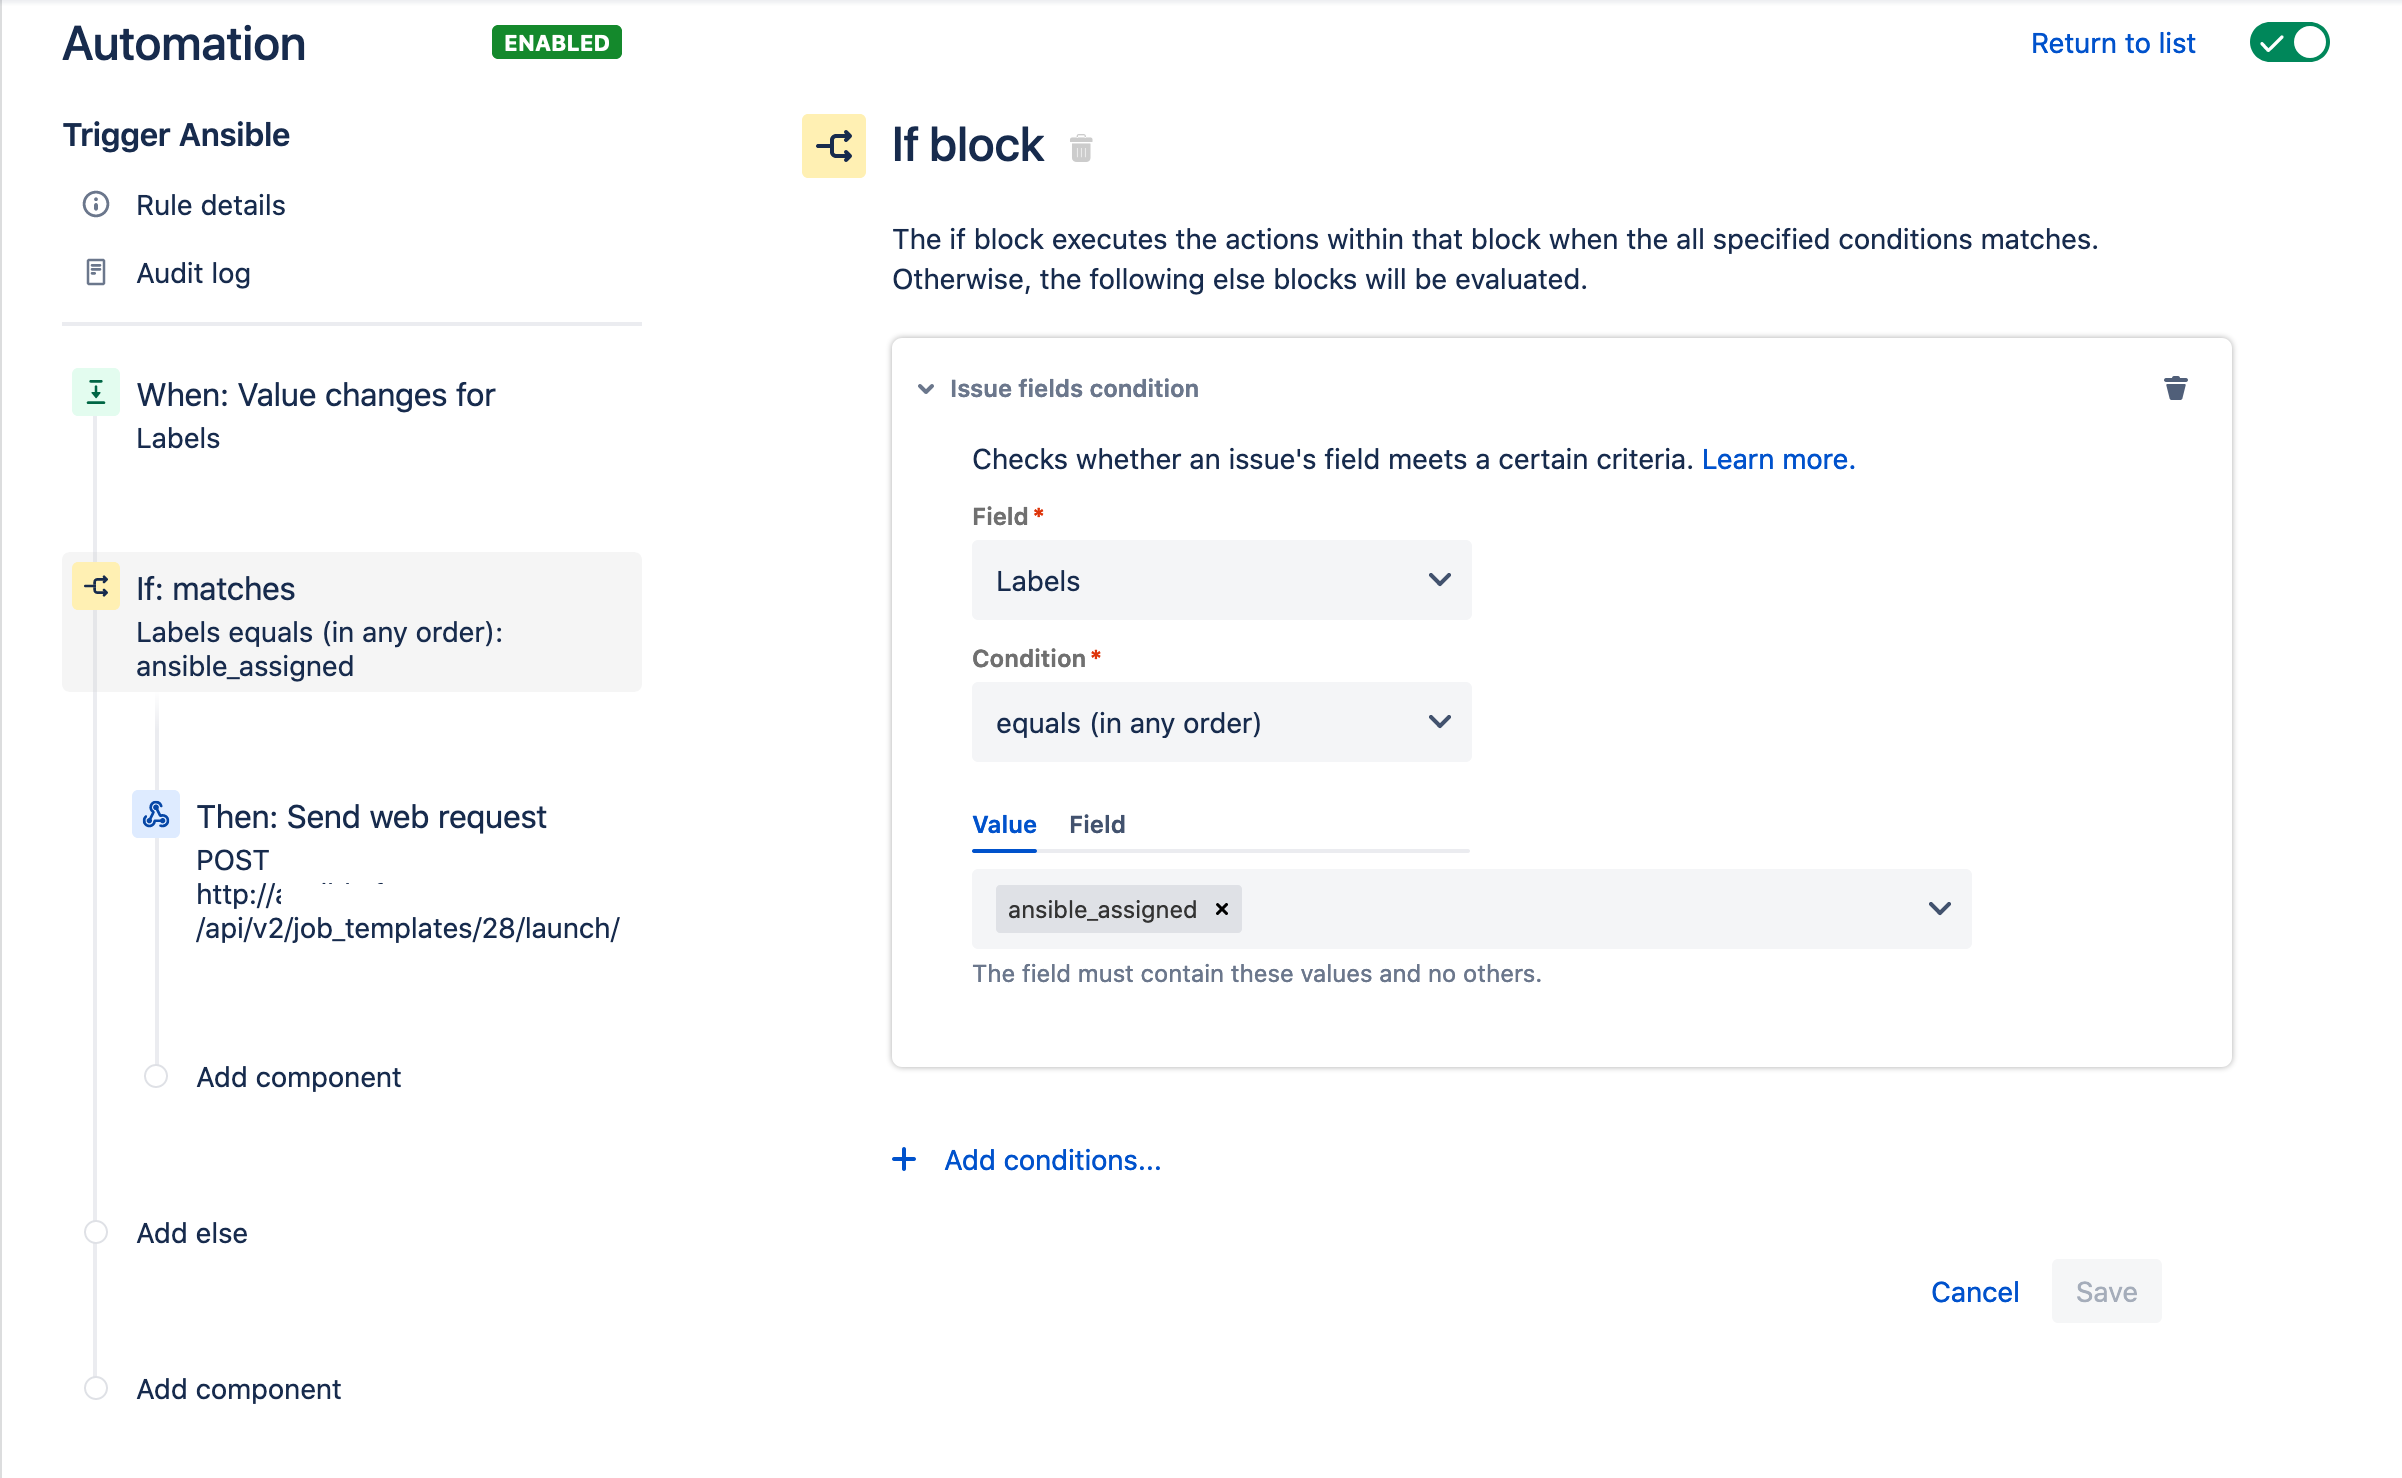 Automation
ENABLED
Return to list
Trigger Ansible
Rule details
Audit log
When: Value changes for
Labels
If: matches
Labels equals (in any order):
ansible_assigned
Then: Send web request
POST
http://
/api/v2/job_templates/28/launch/
Add component
Add else
Add component
If block
The if block executes the actions within that block when the all specified conditions matches.
Otherwise, the following else blocks will be evaluated.
Issue fields condition
Checks whether an issue's field meets a certain criteria. Learn more.
Field *
Labels
Condition *
equals (in any order)
Value Field
ansible_assigned ×
The field must contain these values and no others.
+ Add conditions...
Cancel Save